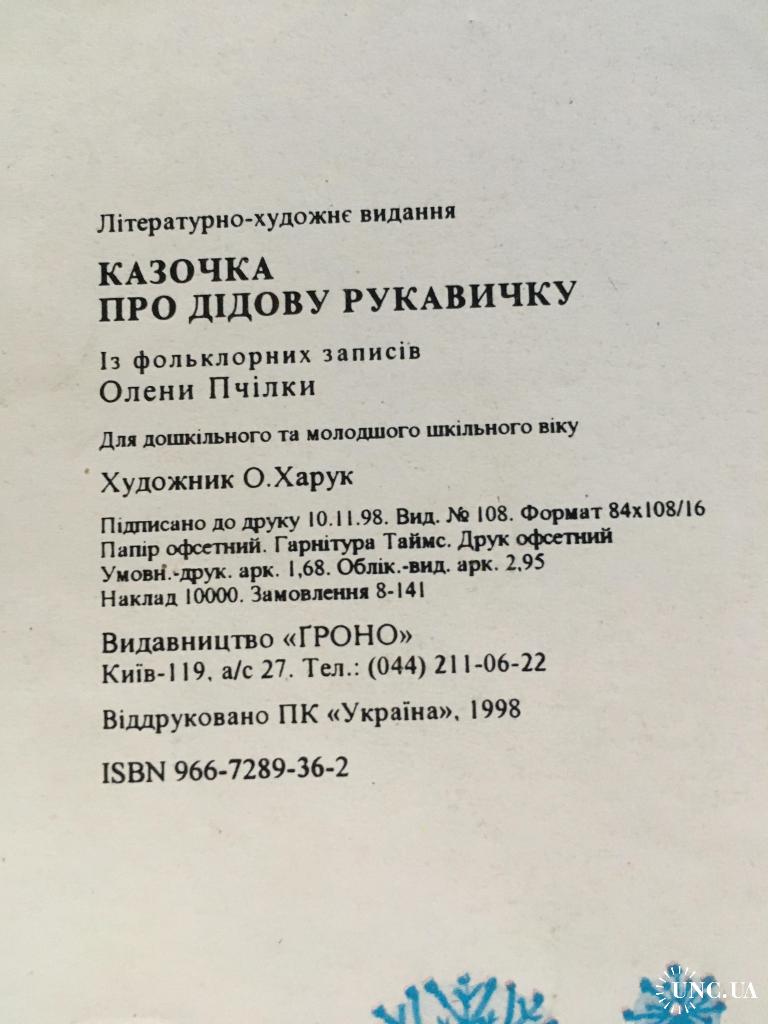 Літературно-художнє видання
КАЗОЧКА
ПРО ДІДОВУ РУКАВИЧКУ
Із фольклорних записів
Олени Пчілки
Для дошкільного та молодшого шкільного віку
Художник О.Харук
Підписано до друку 10.11.98. Вид. № 108. Формат 84х108/16
Папір офсетний. Гарнітура Таймс. Друк офсетний
Умовн.-друк. арк. 1,68. Облік.-вид. арк. 2,95
Наклад 10000. Замовлення 8-141
Видавництво «ҐРОНО»
Київ-119, а/с 27. Тел.: (044) 211-06-22
Віддруковано ПК «Україна», 1998
ISBN 966-7289-36-2
UNC.UA